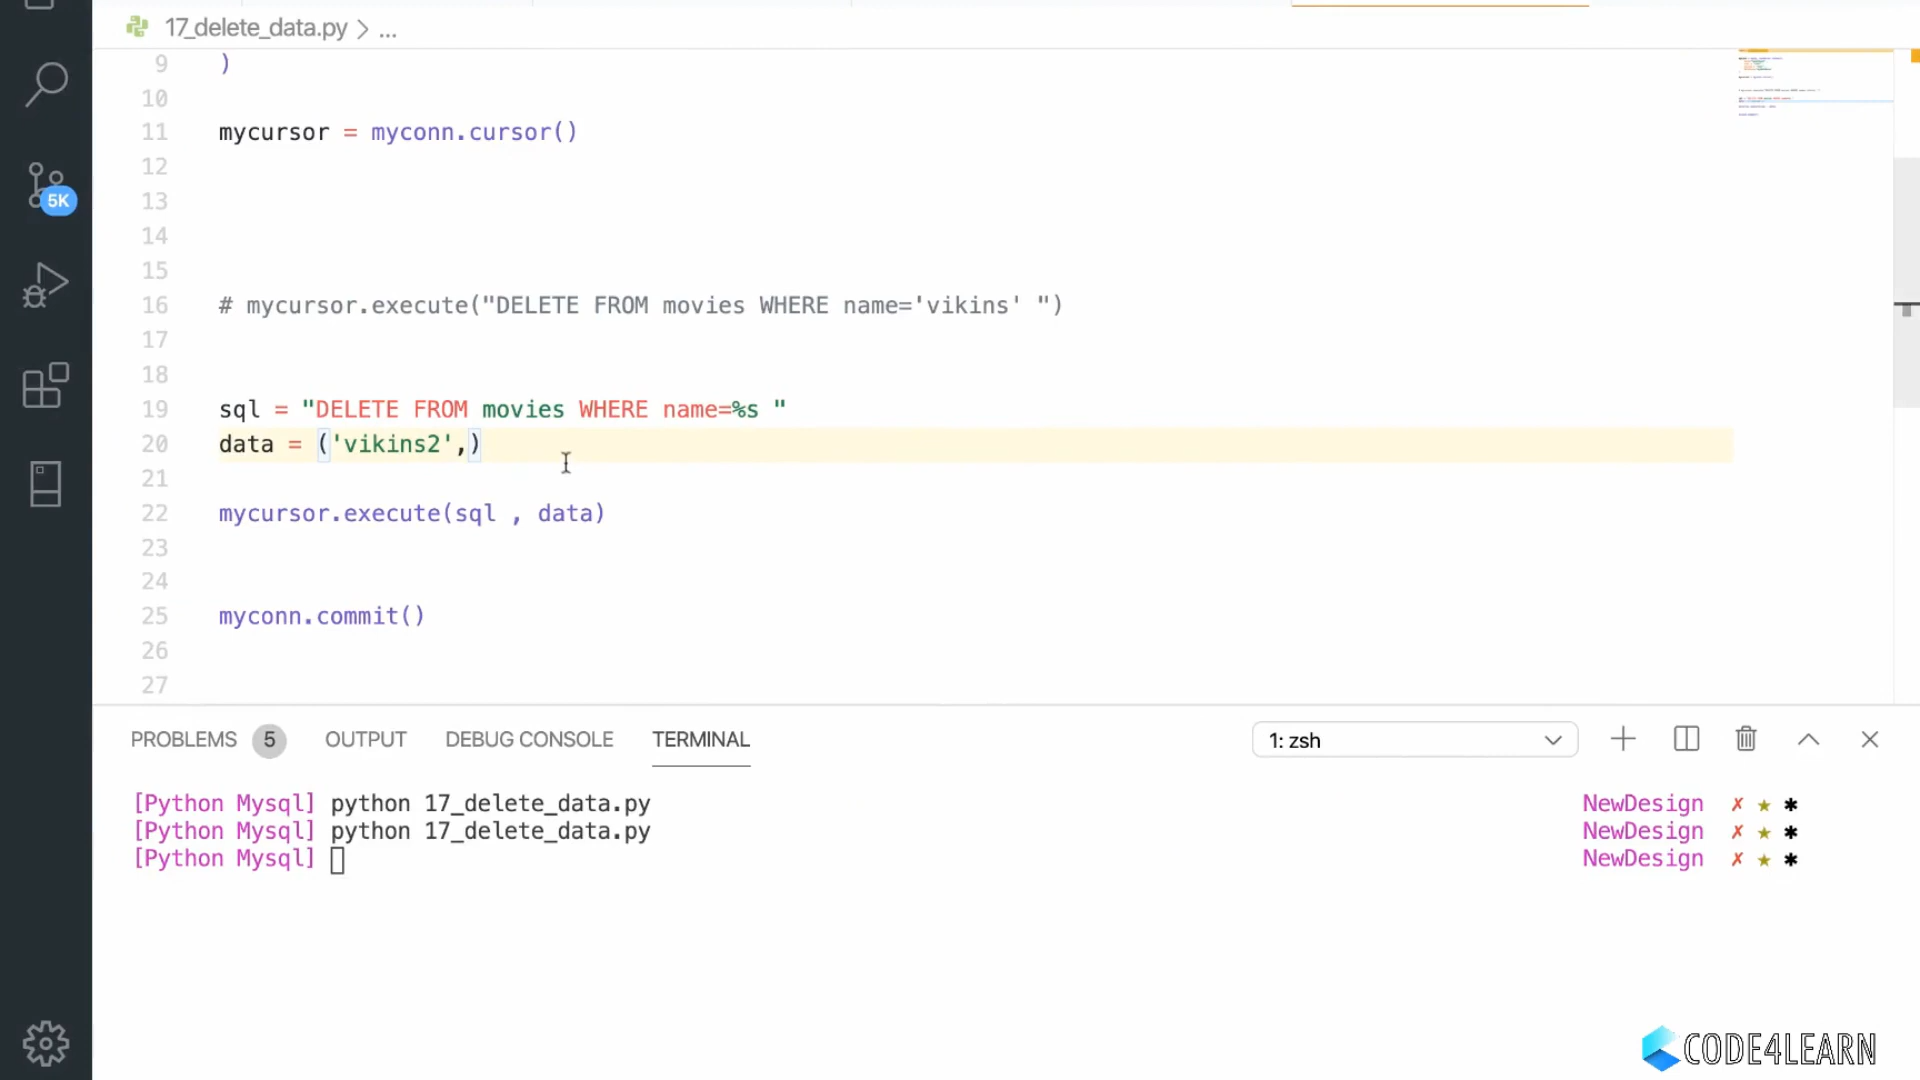 17_delete_data.py > ...
9 )
10
11 mycursor = myconn.cursor()
12
13
14
15
16 # mycursor.execute("DELETE FROM movies WHERE name='vikins' ")
17
18
19 sql = "DELETE FROM movies WHERE name=%s "
20 data = ('vikins2',)
21
22 mycursor.execute(sql , data)
23
24
25 myconn.commit()
26
27
5K
PROBLEMS 5 OUTPUT DEBUG CONSOLE TERMINAL 1: zsh
[Python Mysql] python 17_delete_data.py NewDesign ✗ ★ ✱
[Python Mysql] python 17_delete_data.py NewDesign ✗ ★ ✱
[Python Mysql] NewDesign ✗ ★ ✱
CODE4LEARN